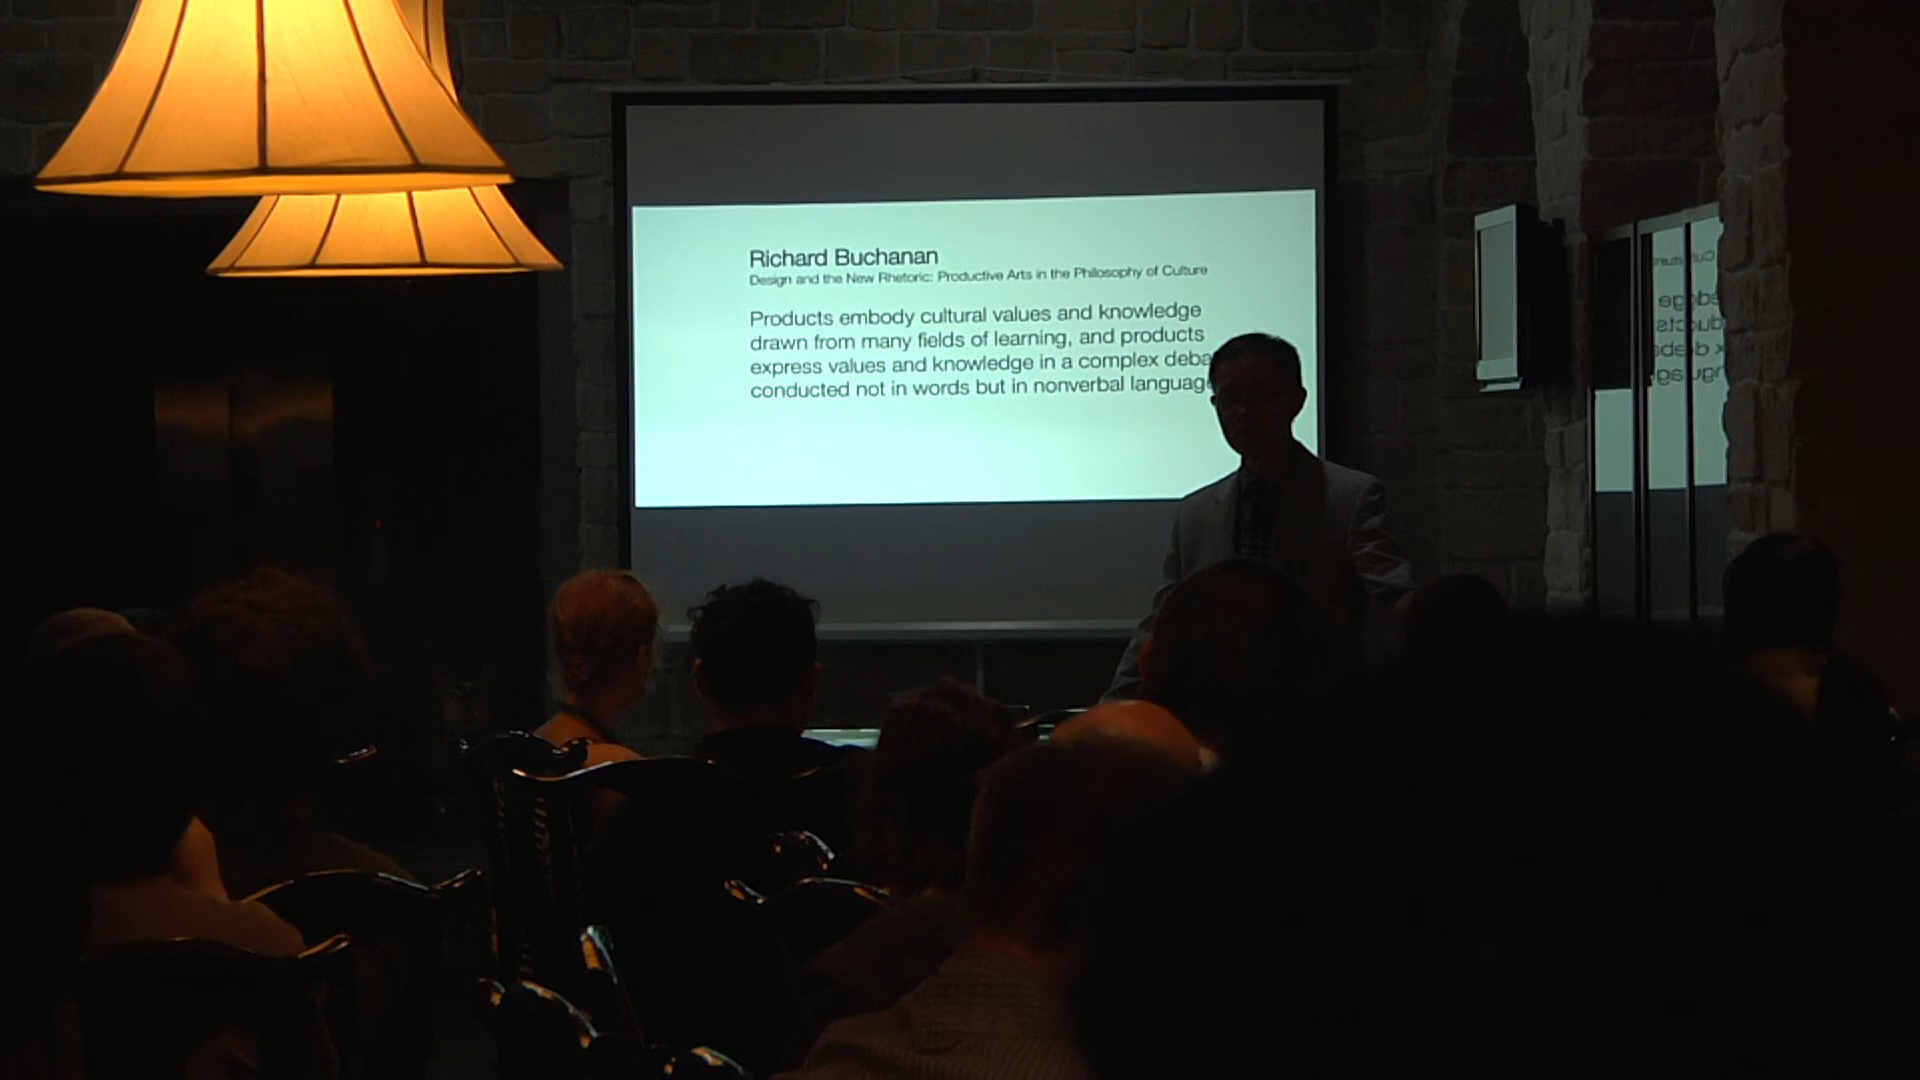 Richard Buchanan
Design and the New Rhetoric: Productive Arts in the Philosophy of Culture
Products embody cultural values and knowledge
drawn from many fields of learning, and products
express values and knowledge in a complex deba
conducted not in words but in nonverbal languag